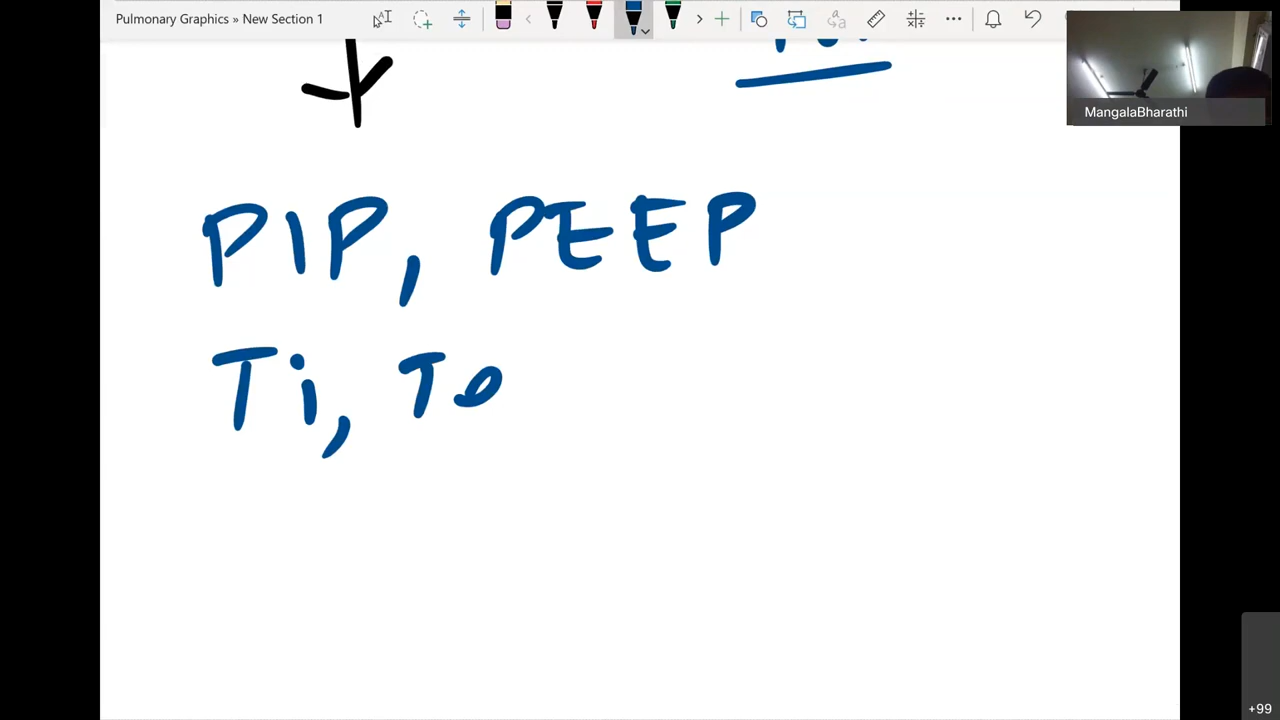 Pulmonary Graphics » New Section 1
MangalaBharathi
PIP, PEEP
Ti, Te
+99